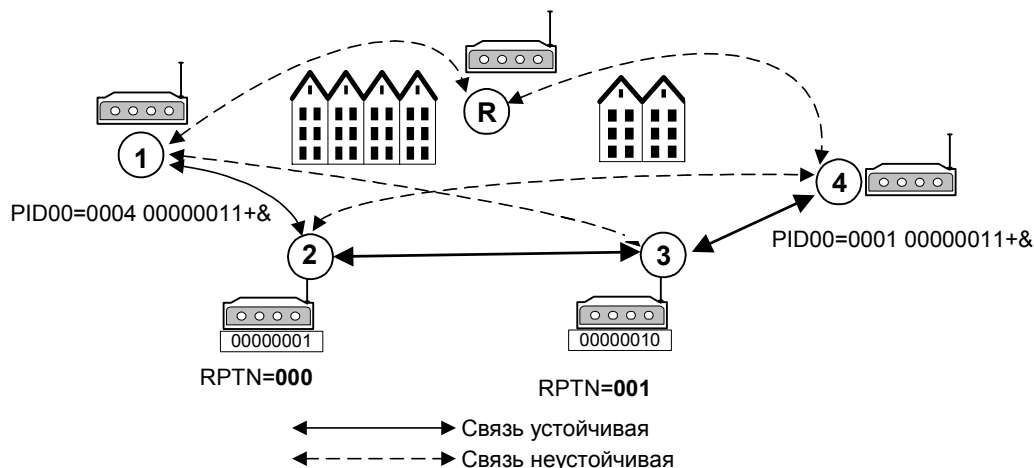 R
1
4
PID00=0004 00000011+&
PID00=0001 00000011+&
2
3
00000001
00000010
RPTN=000
RPTN=001
Связь устойчивая
Связь неустойчивая